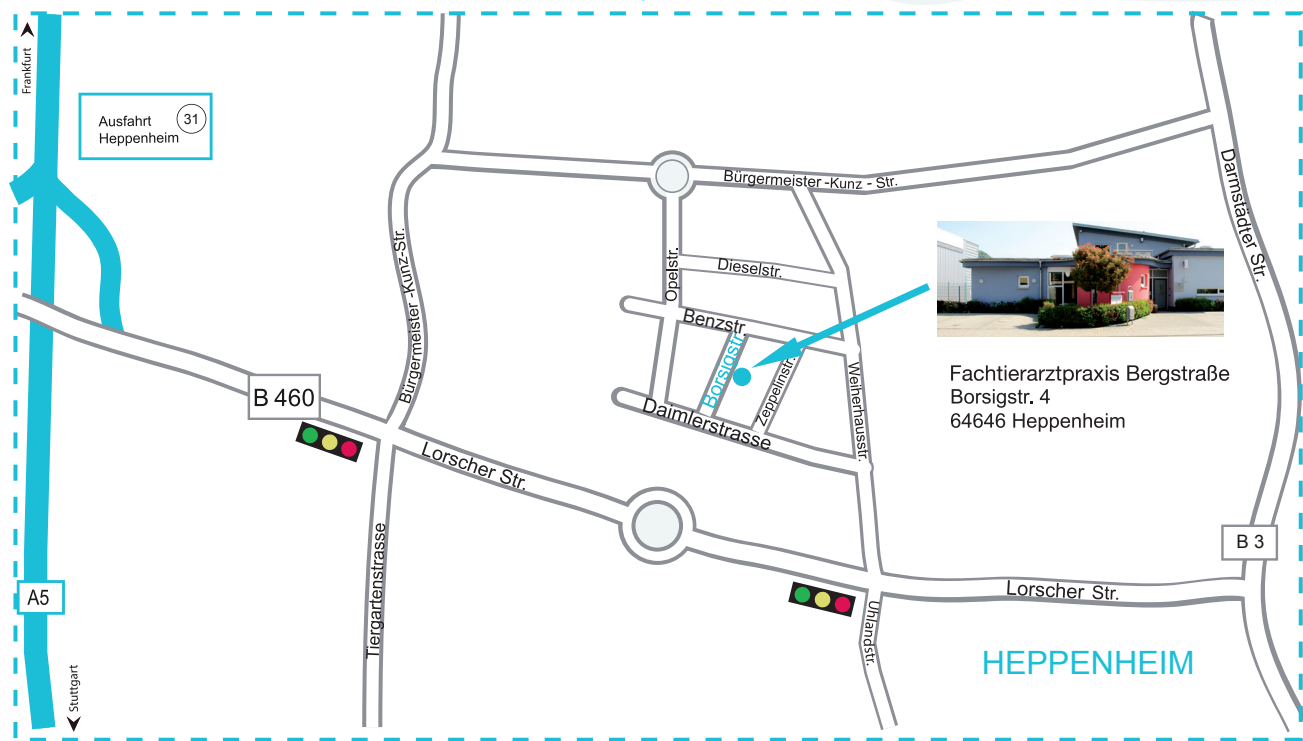 Frankfurt
Ausfahrt 31
Heppenheim
Bürgermeister -Kunz - Str.
Darmstädter Str.
Bürgermeister -Kunz-Str.
Opelstr.
Dieselstr.
Benzstr.
Borsigstr.
Zeppelinstr.
Weiherhausstr.
Daimlerstrasse
Fachtierarztpraxis Bergstraße
Borsigstr. 4
64646 Heppenheim
B 460
Lorscher Str.
Tiergartenstrasse
B 3
A5
Lorscher Str.
Uhlandstr.
HEPPENHEIM
Stuttgart